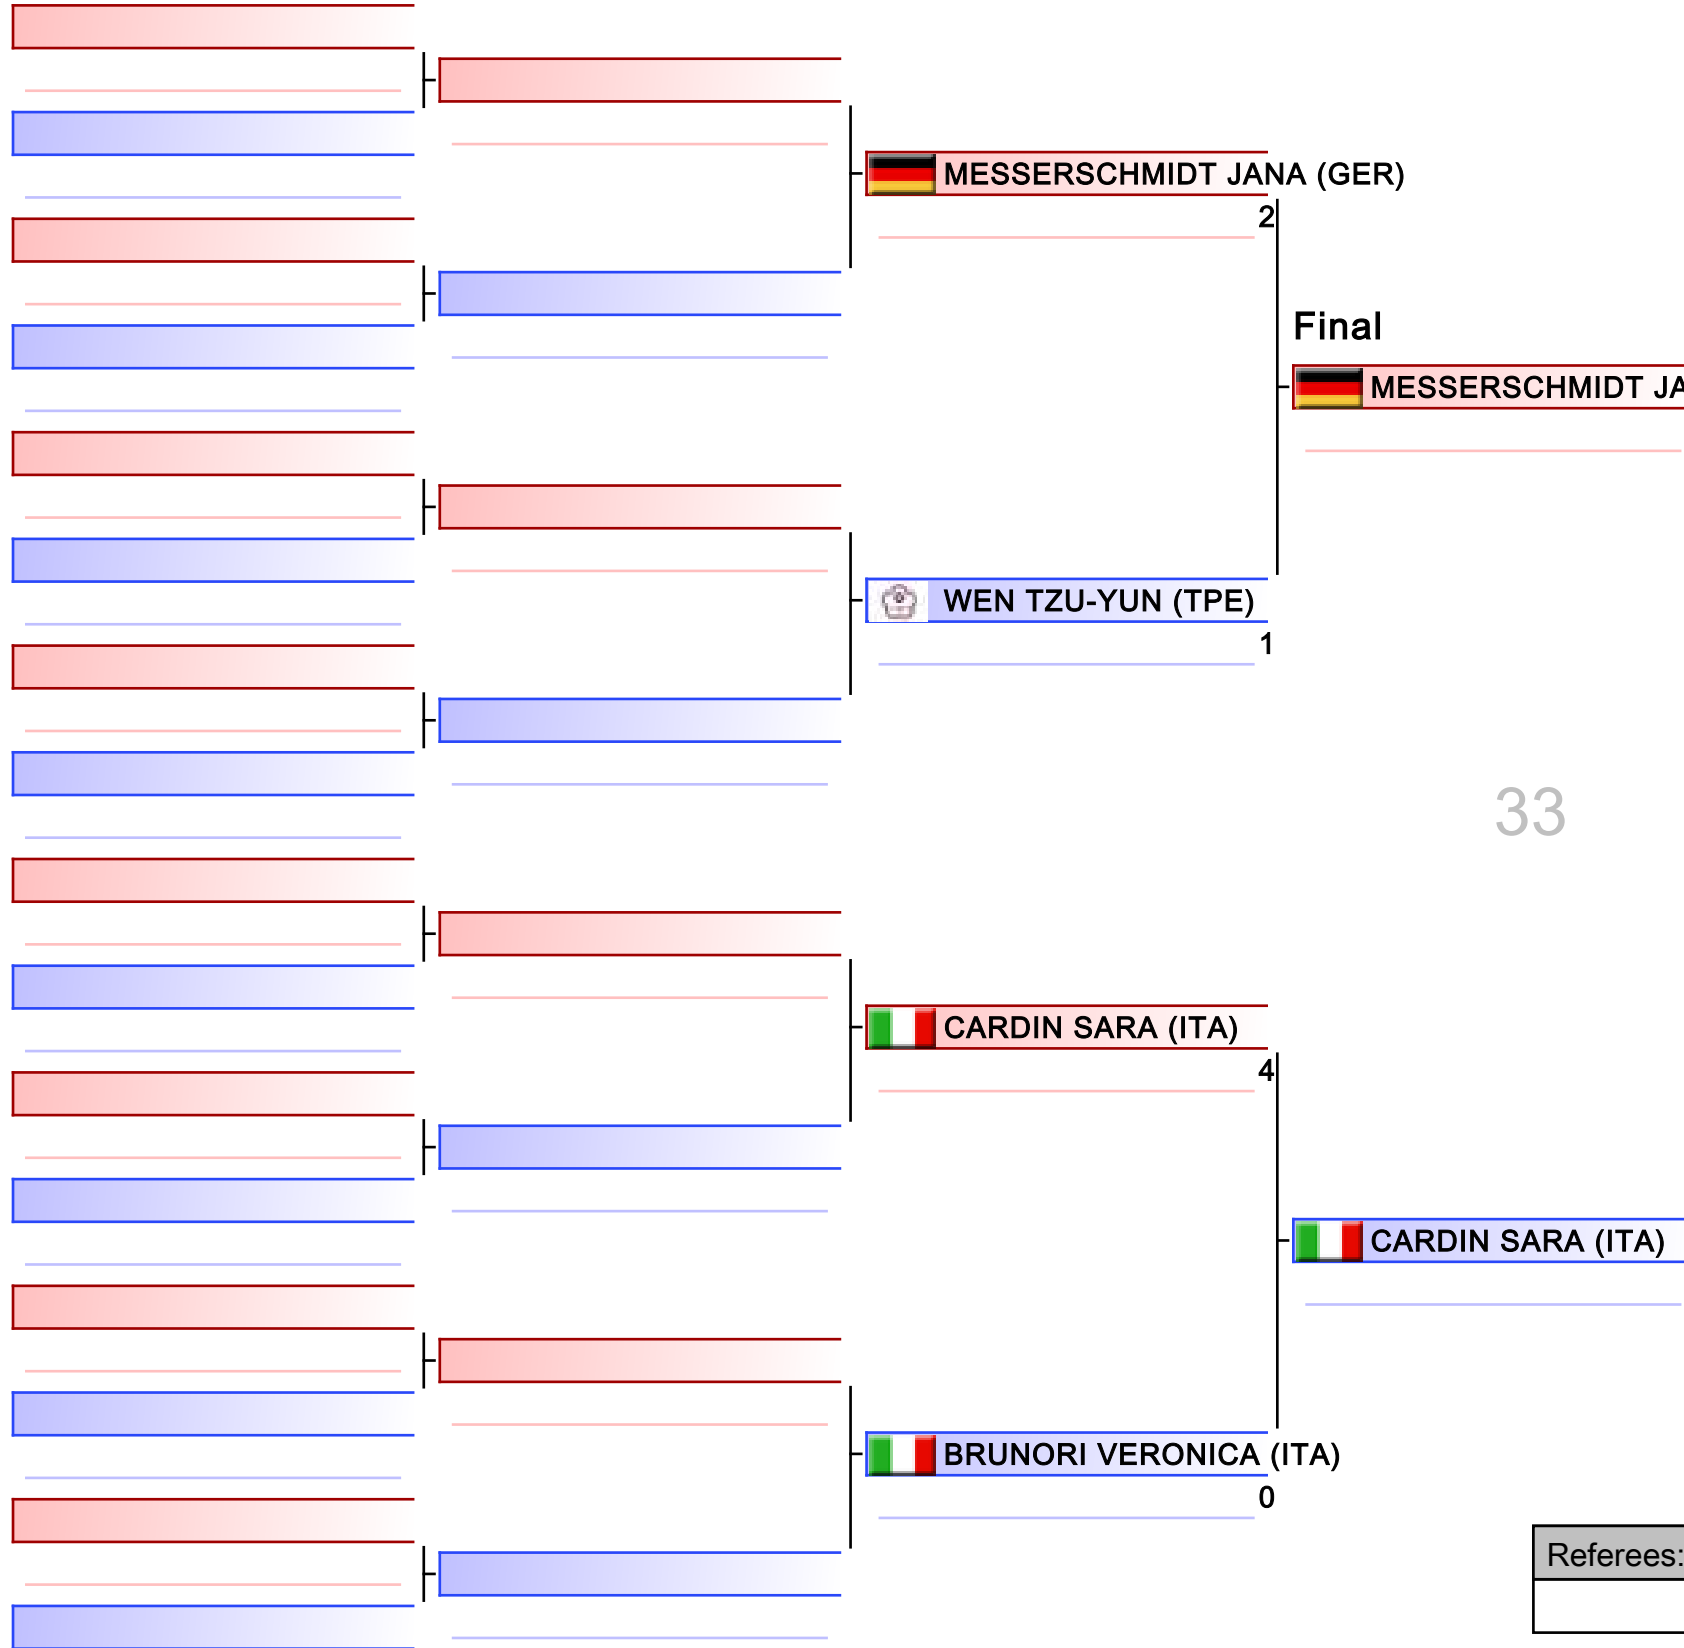 MESSERSCHMIDT JANA (GER)
2
Final
MESSERSCHMIDT JA
WEN TZU-YUN (TPE)
1
33
CARDIN SARA (ITA)
4
CARDIN SARA (ITA)
BRUNORI VERONICA (ITA)
0
Referees: